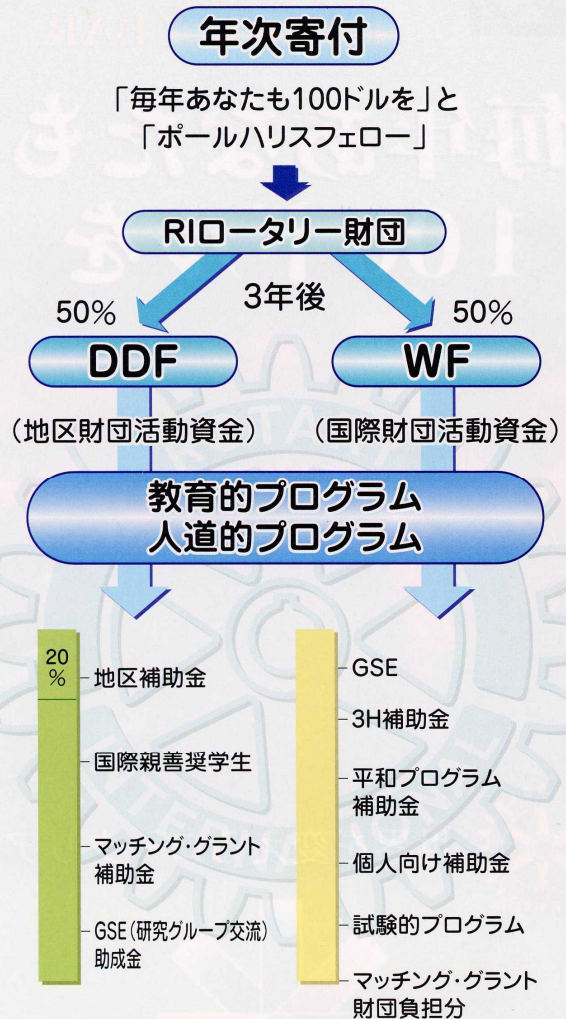 年次寄付
「毎年あなたも100ドルを」と
「ポールハリスフェロー」
RIロータリー財団
3年後
50%
50%
DDF
WF
(地区財団活動資金)
(国際財団活動資金)
教育的プログラム
人道的プログラム
20
%
地区補助金
国際親善奨学生
マッチング・グラント
補助金
GSE(研究グループ交流)
助成金
GSE
3H補助金
平和プログラム
補助金
個人向け補助金
試験的プログラム
マッチング・グラント
財団負担分